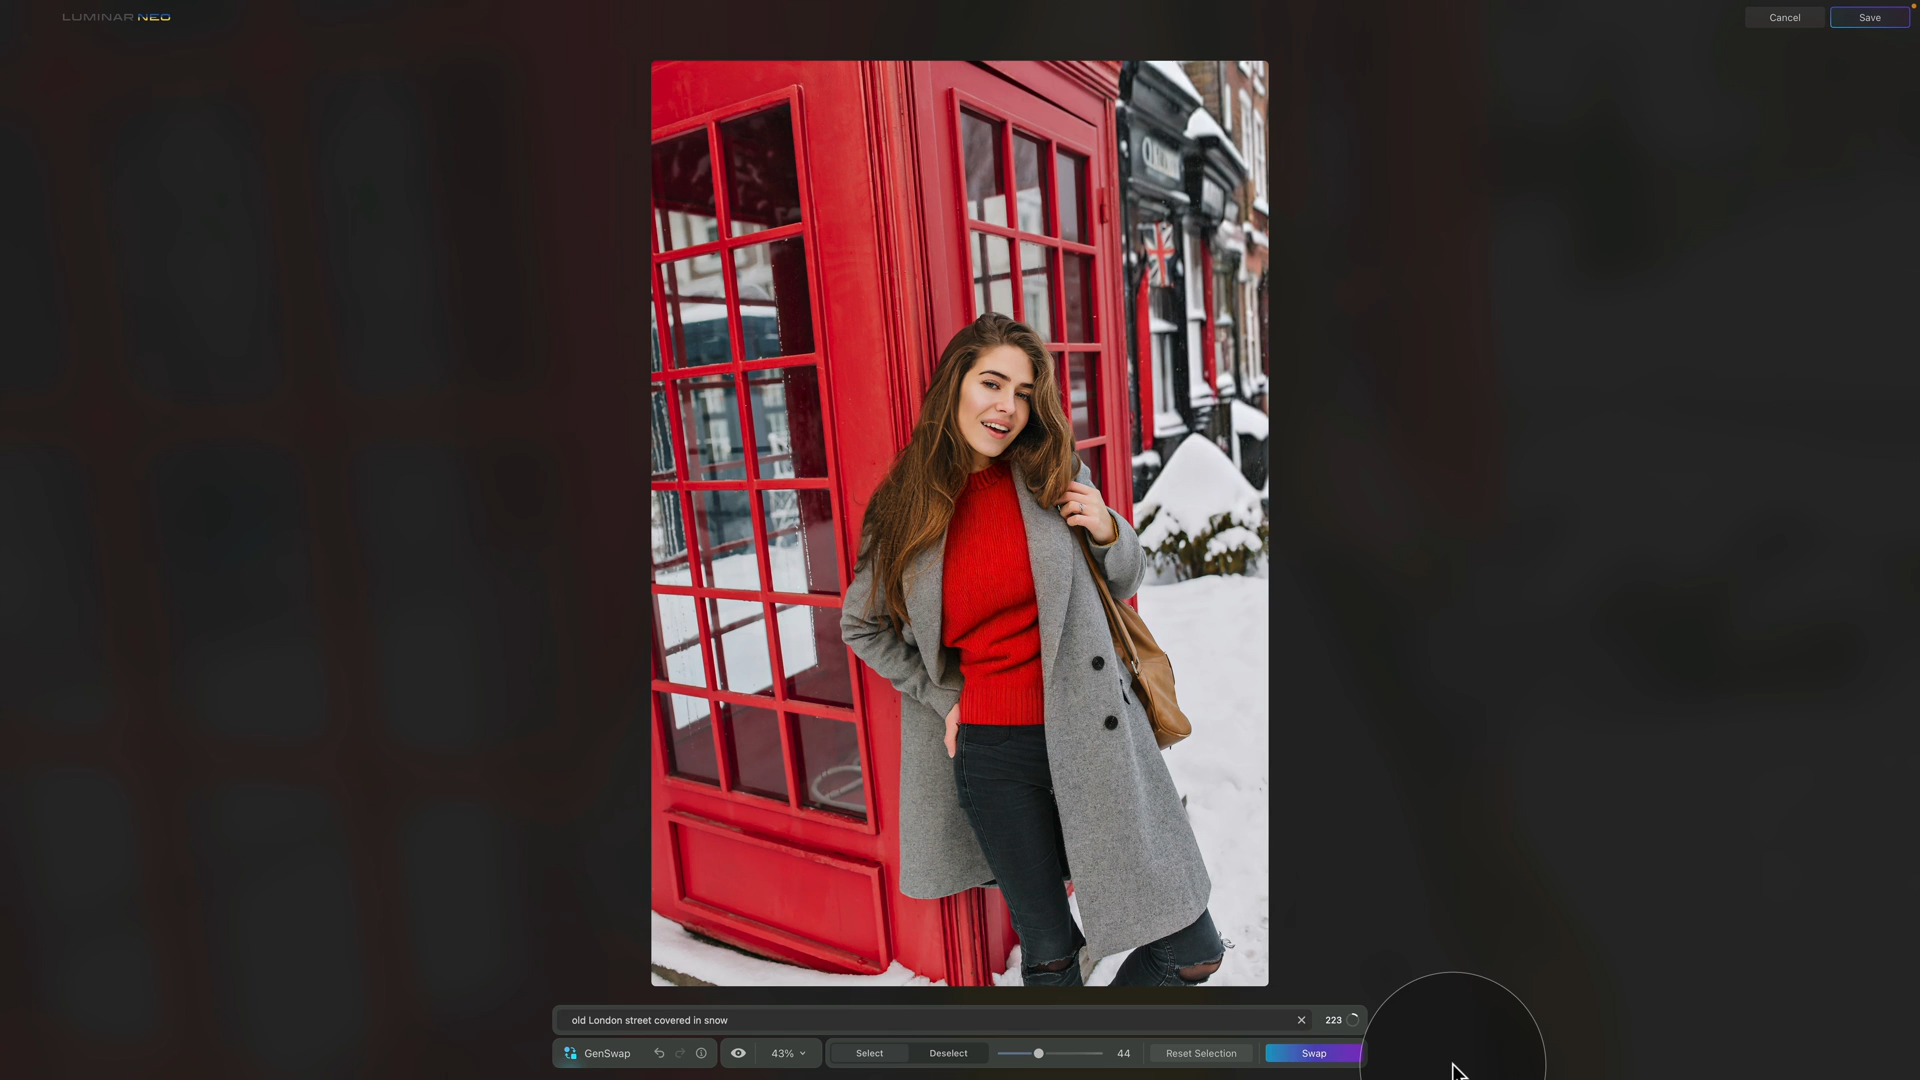 LUMINAR NEO
Cancel
Save
old London street covered in snow
223
GenSwap
43%
Select
Deselect
44
Reset Selection
Swap